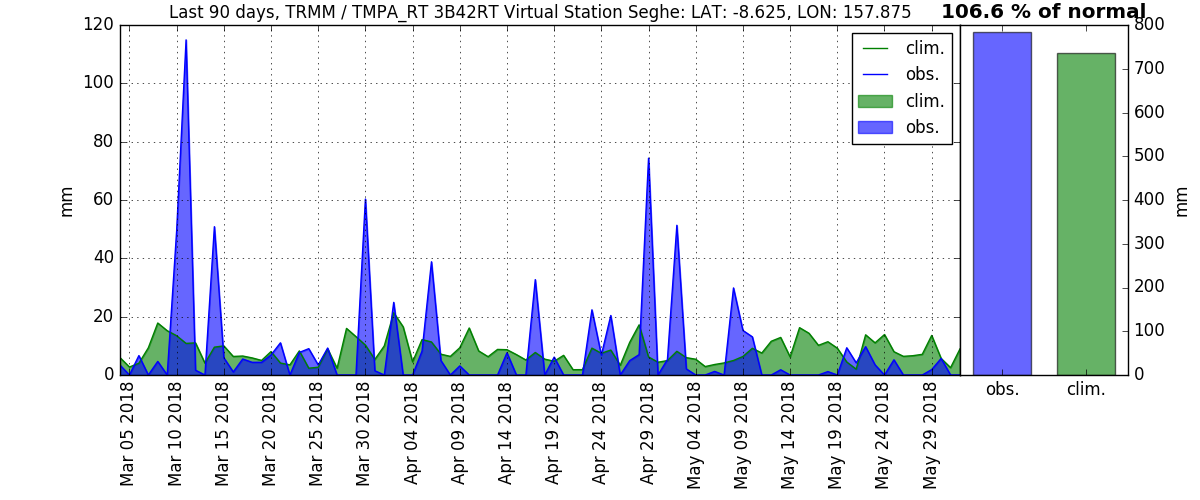 Last 90 days, TRMM / TMPA_RT 3B42RT Virtual Station Seghe: LAT: -8.625, LON: 157.875
106.6 % of normal
120
100
80
60
40
20
0
mm
clim.
obs.
clim.
obs.
800
700
600
500
400
300
200
100
0
mm
Mar 05 2018
Mar 10 2018
Mar 15 2018
Mar 20 2018
Mar 25 2018
Mar 30 2018
Apr 04 2018
Apr 09 2018
Apr 14 2018
Apr 19 2018
Apr 24 2018
Apr 29 2018
May 04 2018
May 09 2018
May 14 2018
May 19 2018
May 24 2018
May 29 2018
obs.
clim.